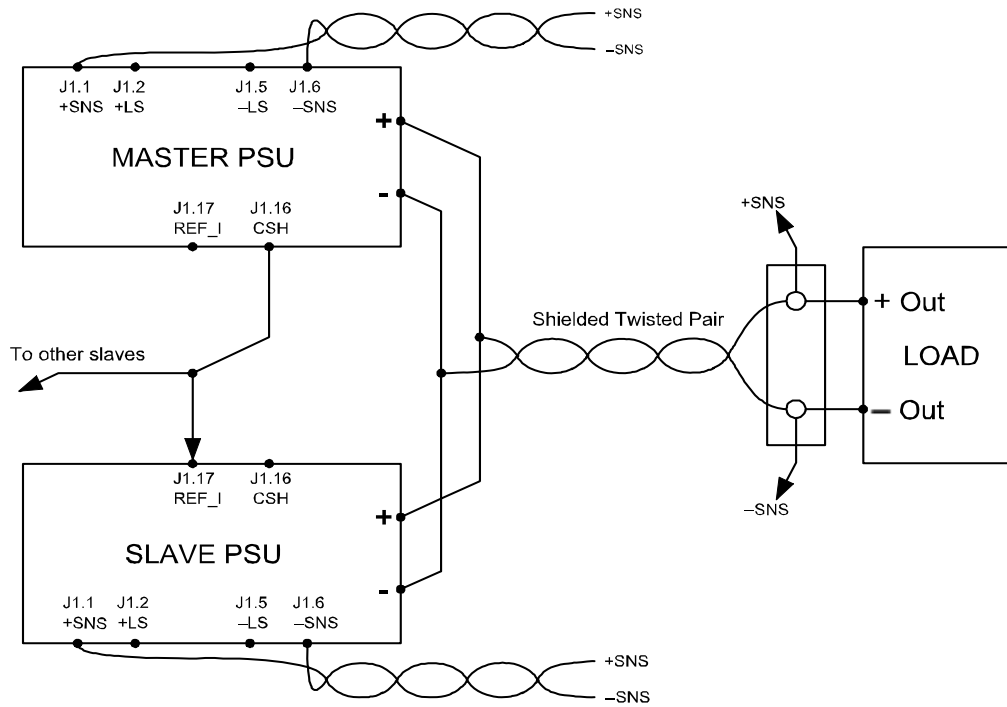 +SNS
–SNS
J1.1 J1.2 J1.5 J1.6
+SNS +LS –LS –SNS
+
MASTER PSU
-
J1.17 J1.16
REF_I CSH
+SNS
Shielded Twisted Pair
+ Out
LOAD
– Out
To other slaves
–SNS
J1.17 J1.16
REF_I CSH
+
SLAVE PSU
-
J1.1 J1.2 J1.5 J1.6
+SNS +LS –LS –SNS
+SNS
–SNS